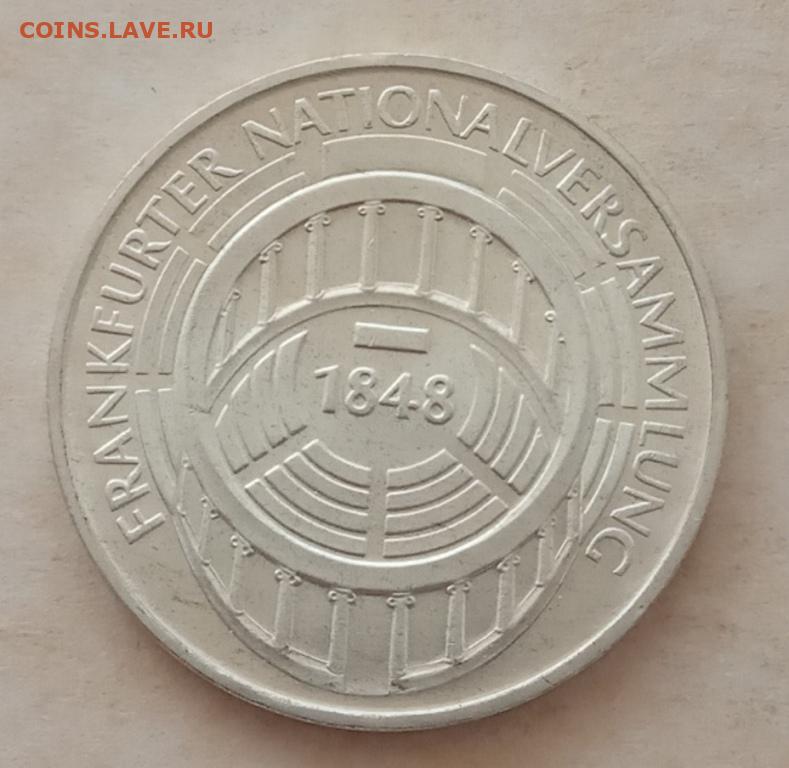 COINS.LAVE.RU
FRANKFURTER NATIONALVERSAMMLUNG
1848